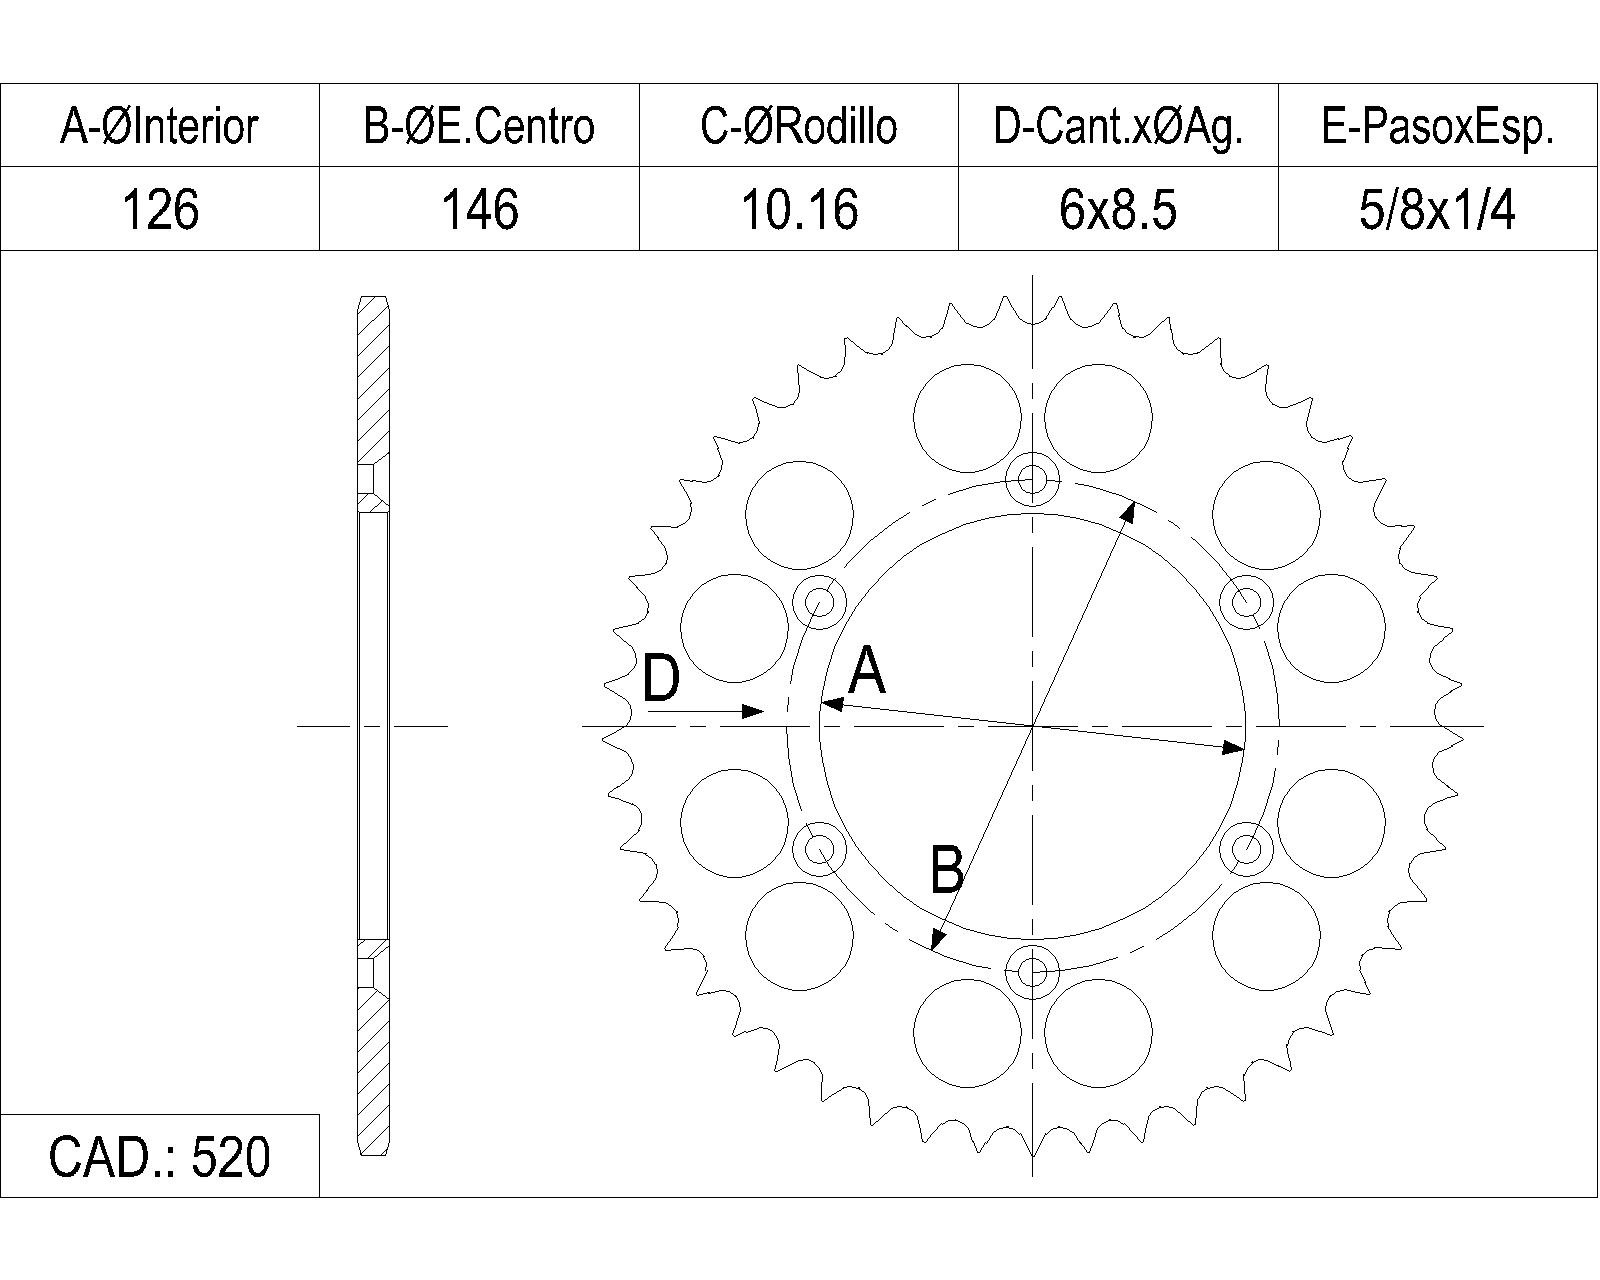 A-ØInterior B-ØE.Centro C-ØRodillo D-Cant.xØAg. E-PasoxEsp.
126 146 10.16 6x8.5 5/8x1/4
D
A
B
CAD.: 520